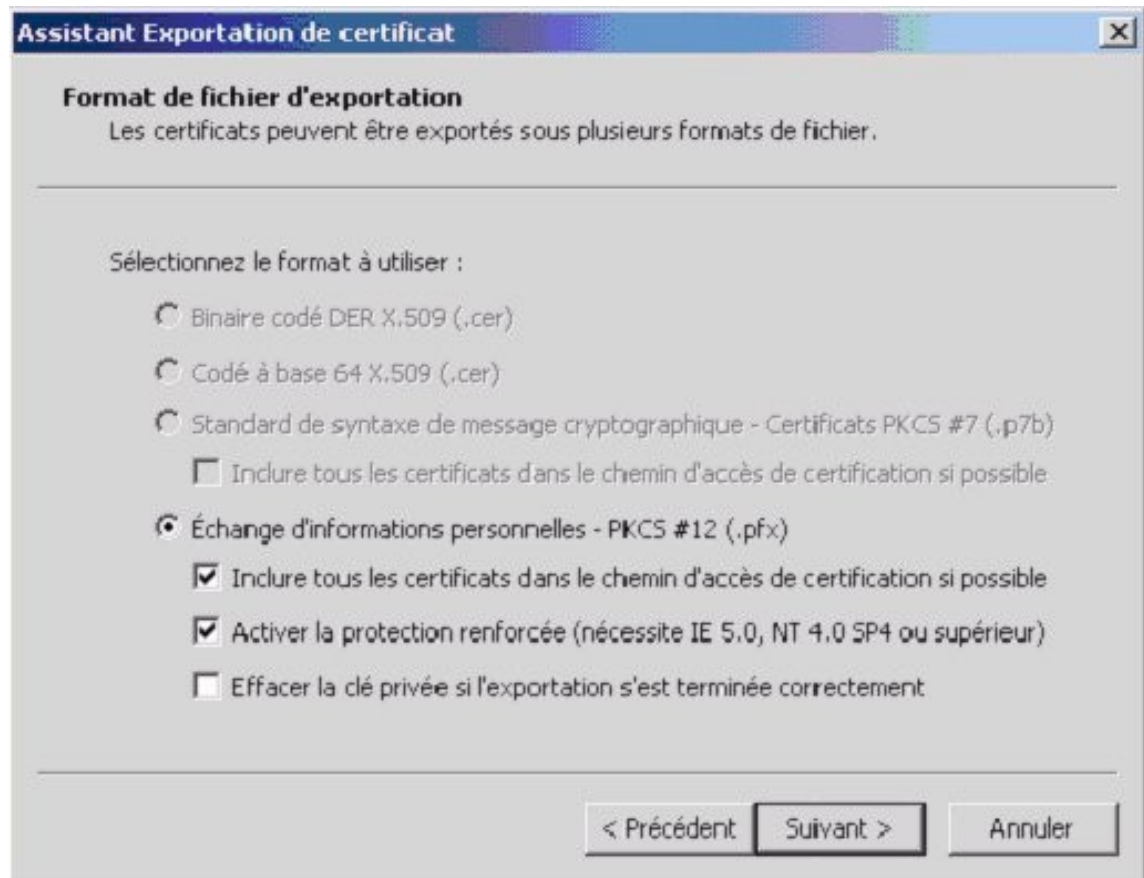 Assistant Exportation de certificat
Format de fichier d'exportation
Les certificats peuvent être exportés sous plusieurs formats de fichier.
Sélectionnez le format à utiliser :
Binaire codé DER X.509 (.cer)
Codé à base 64 X.509 (.cer)
Standard de syntaxe de message cryptographique - Certificats PKCS #7 (.p7b)
Inclure tous les certificats dans le chemin d'accès de certification si possible
Échange d'informations personnelles - PKCS #12 (.pfx)
Inclure tous les certificats dans le chemin d'accès de certification si possible
Activer la protection renforcée (nécessite IE 5.0, NT 4.0 SP4 ou supérieur)
Effacer la clé privée si l'exportation s'est terminée correctement
< Précédent Suivant > Annuler